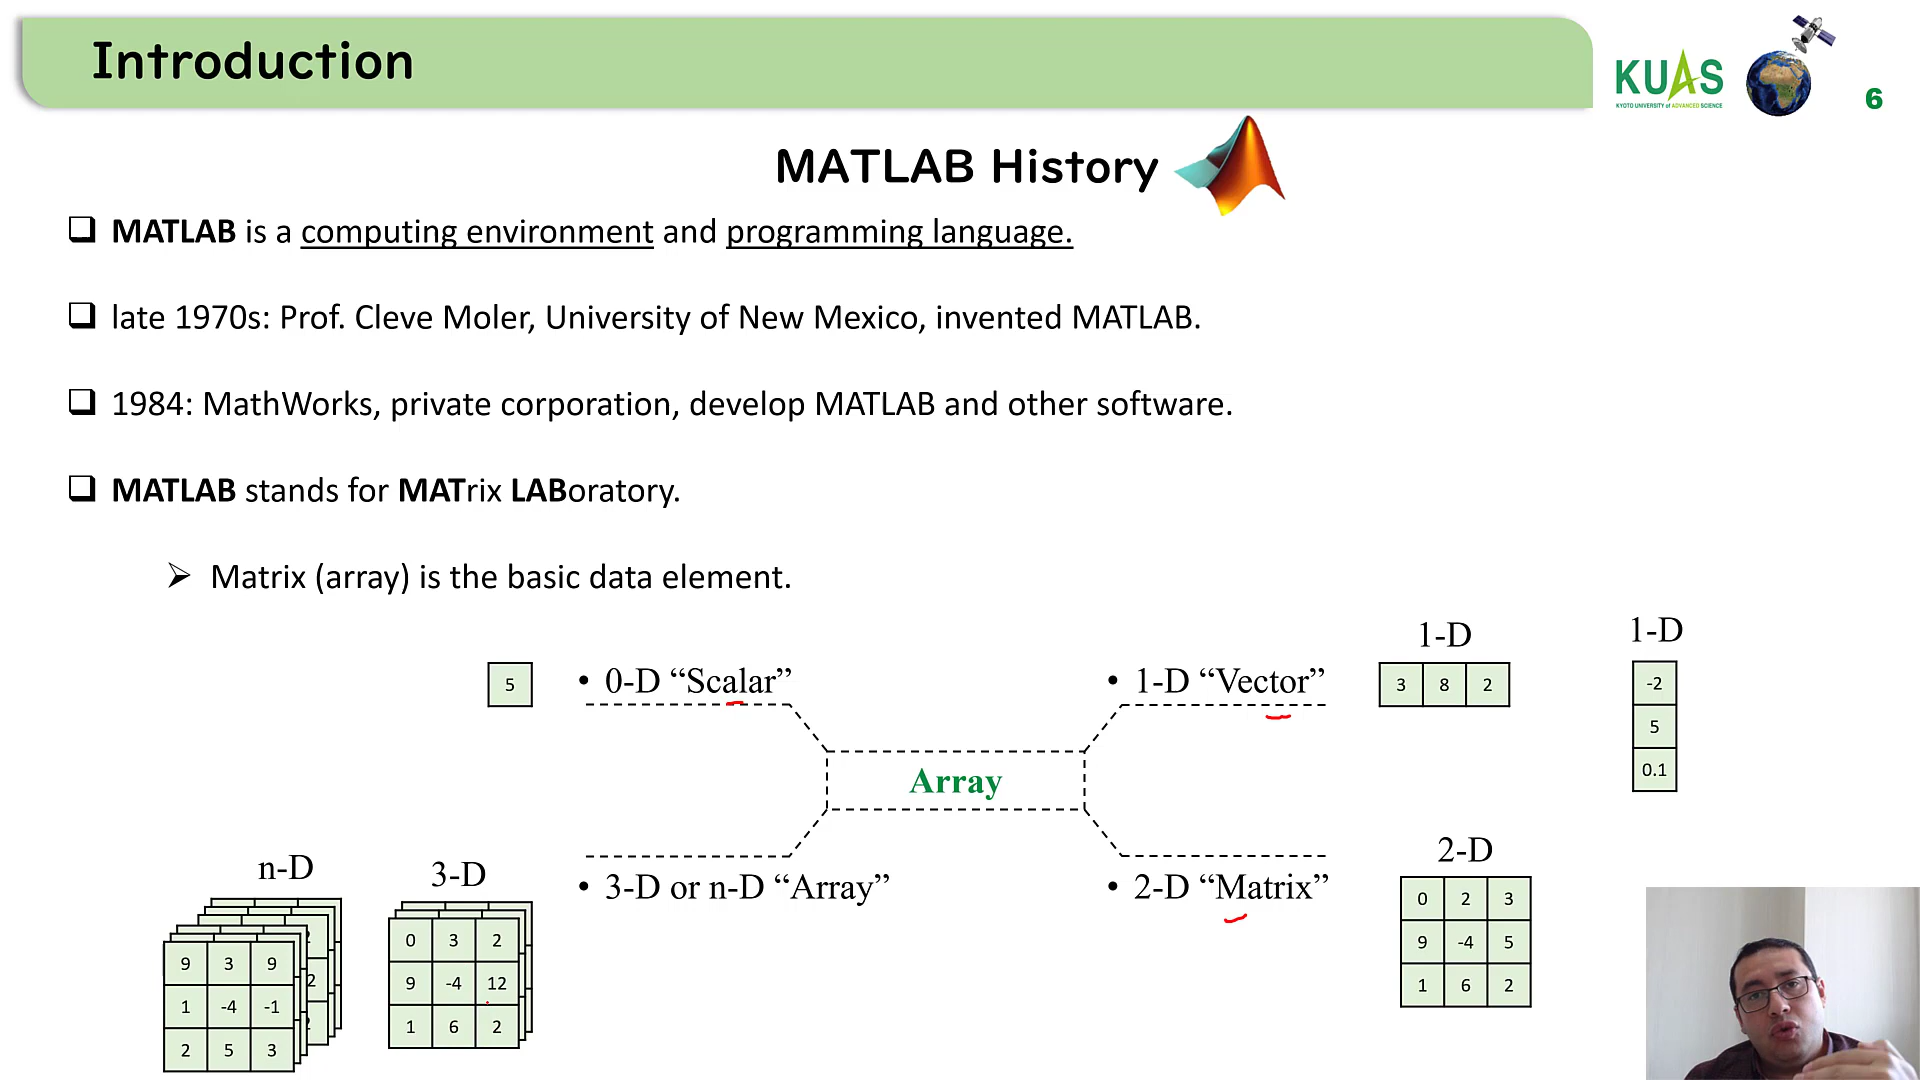 Introduction
KUAS
KYOTO UNIVERSITY of ADVANCED SCIENCE
6
MATLAB History
MATLAB is a computing environment and programming language.
late 1970s: Prof. Cleve Moler, University of New Mexico, invented MATLAB.
1984: MathWorks, private corporation, develop MATLAB and other software.
MATLAB stands for MATrix LABoratory.
Matrix (array) is the basic data element.
5
• 0-D “Scalar”
• 1-D “Vector”
1-D
3 8 2
1-D
-2
5
0.1
Array
n-D
9 3 9
1 -4 -1
2 5 3
3-D
0 3 2
9 -4 12
1 6 2
• 3-D or n-D “Array”
• 2-D “Matrix”
2-D
0 2 3
9 -4 5
1 6 2